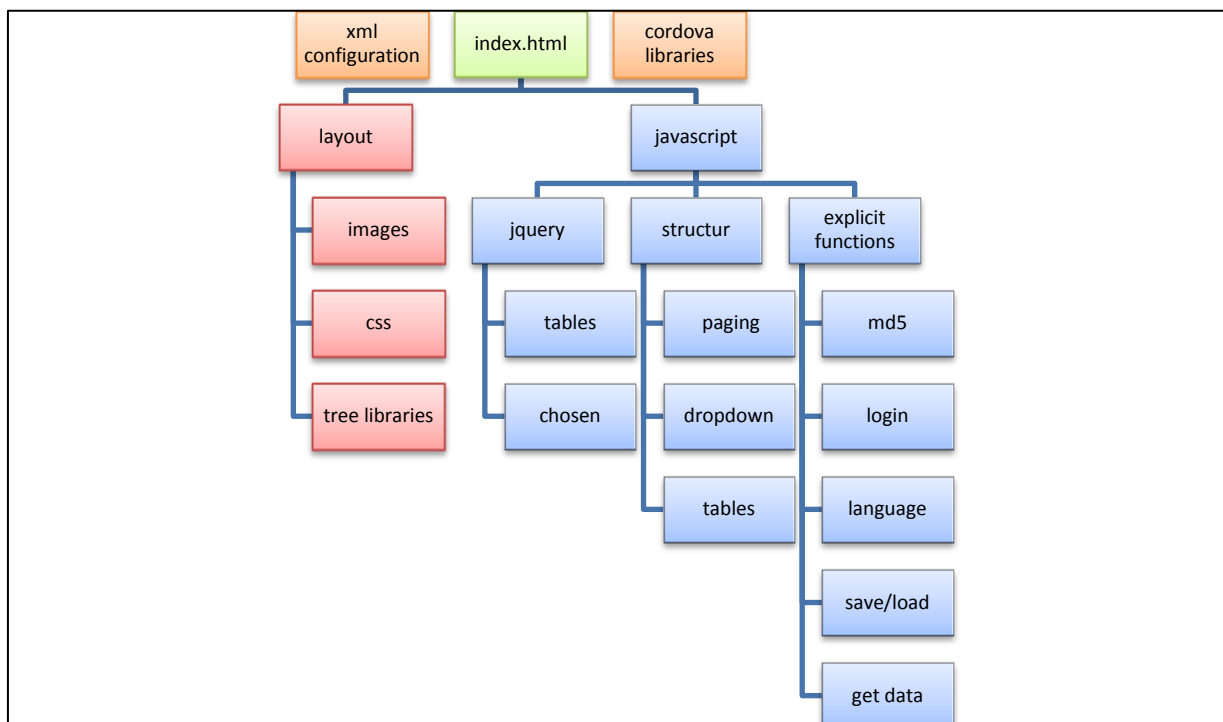 xml
configuration
index.html
cordova
libraries
layout
javascript
images
jquery
structur
explicit
functions
css
tables
paging
md5
tree libraries
chosen
dropdown
login
tables
language
save/load
get data